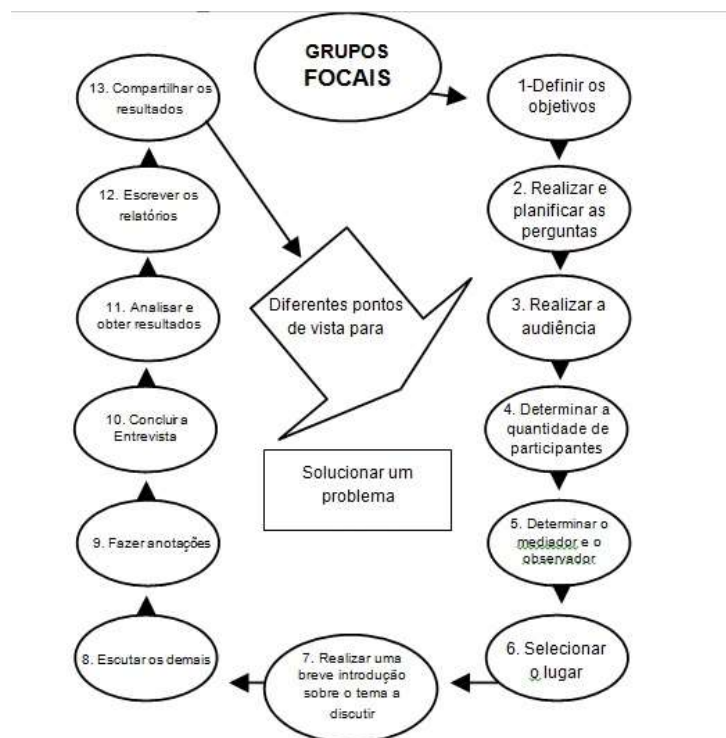 GRUPOS
FOCAIS
1-Definir os
objetivos
2. Realizar e
planificar as
perguntas
3. Realizar a
audiência
4. Determinar a
quantidade de
participantes
5. Determinar o
mediador e o
observador
6. Selecionar
o lugar
7. Realizar uma
breve introdução
sobre o tema a
discutir
8. Escutar os demais
9. Fazer anotações
10. Concluir a
Entrevista
11. Analisar e
obter resultados
12. Escrever os
relatórios
13. Compartilhar os
resultados
Diferentes pontos
de vista para
Solucionar um
problema